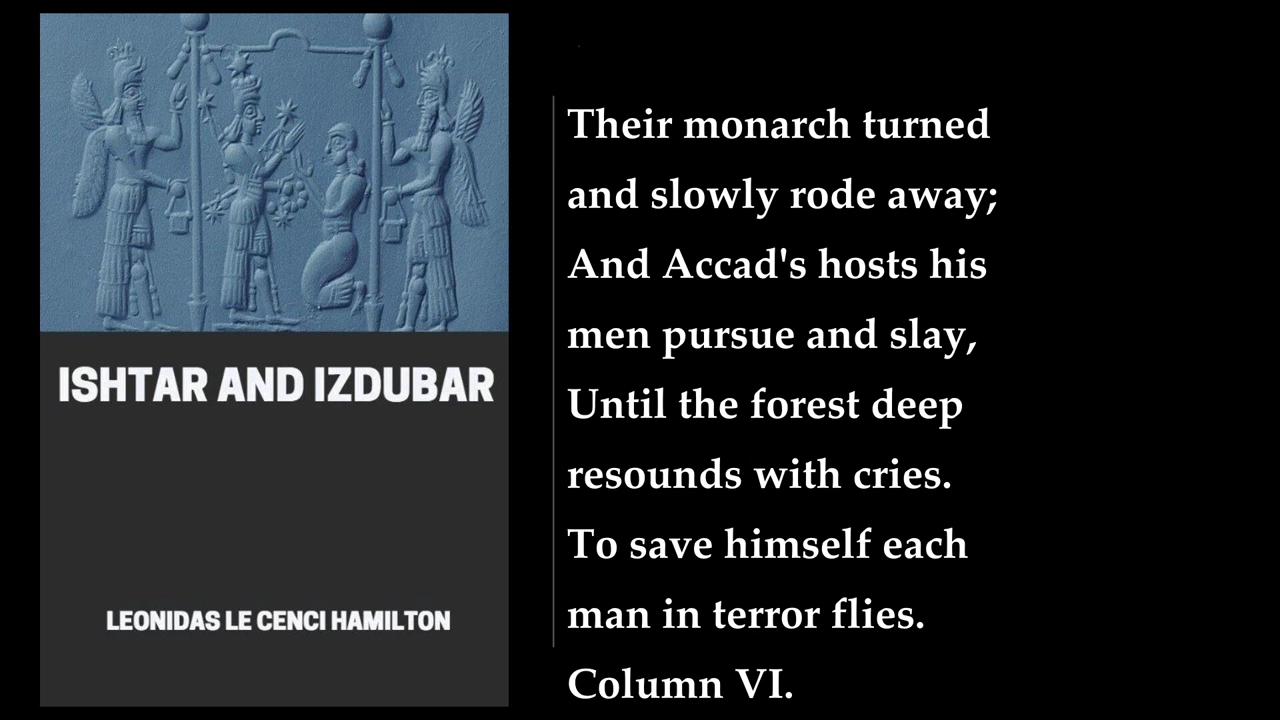 ISHTAR AND IZDUBAR
LEONIDAS LE CENCI HAMILTON
Their monarch turned
and slowly rode away;
And Accad's hosts his
men pursue and slay,
Until the forest deep
resounds with cries.
To save himself each
man in terror flies.
Column VI.